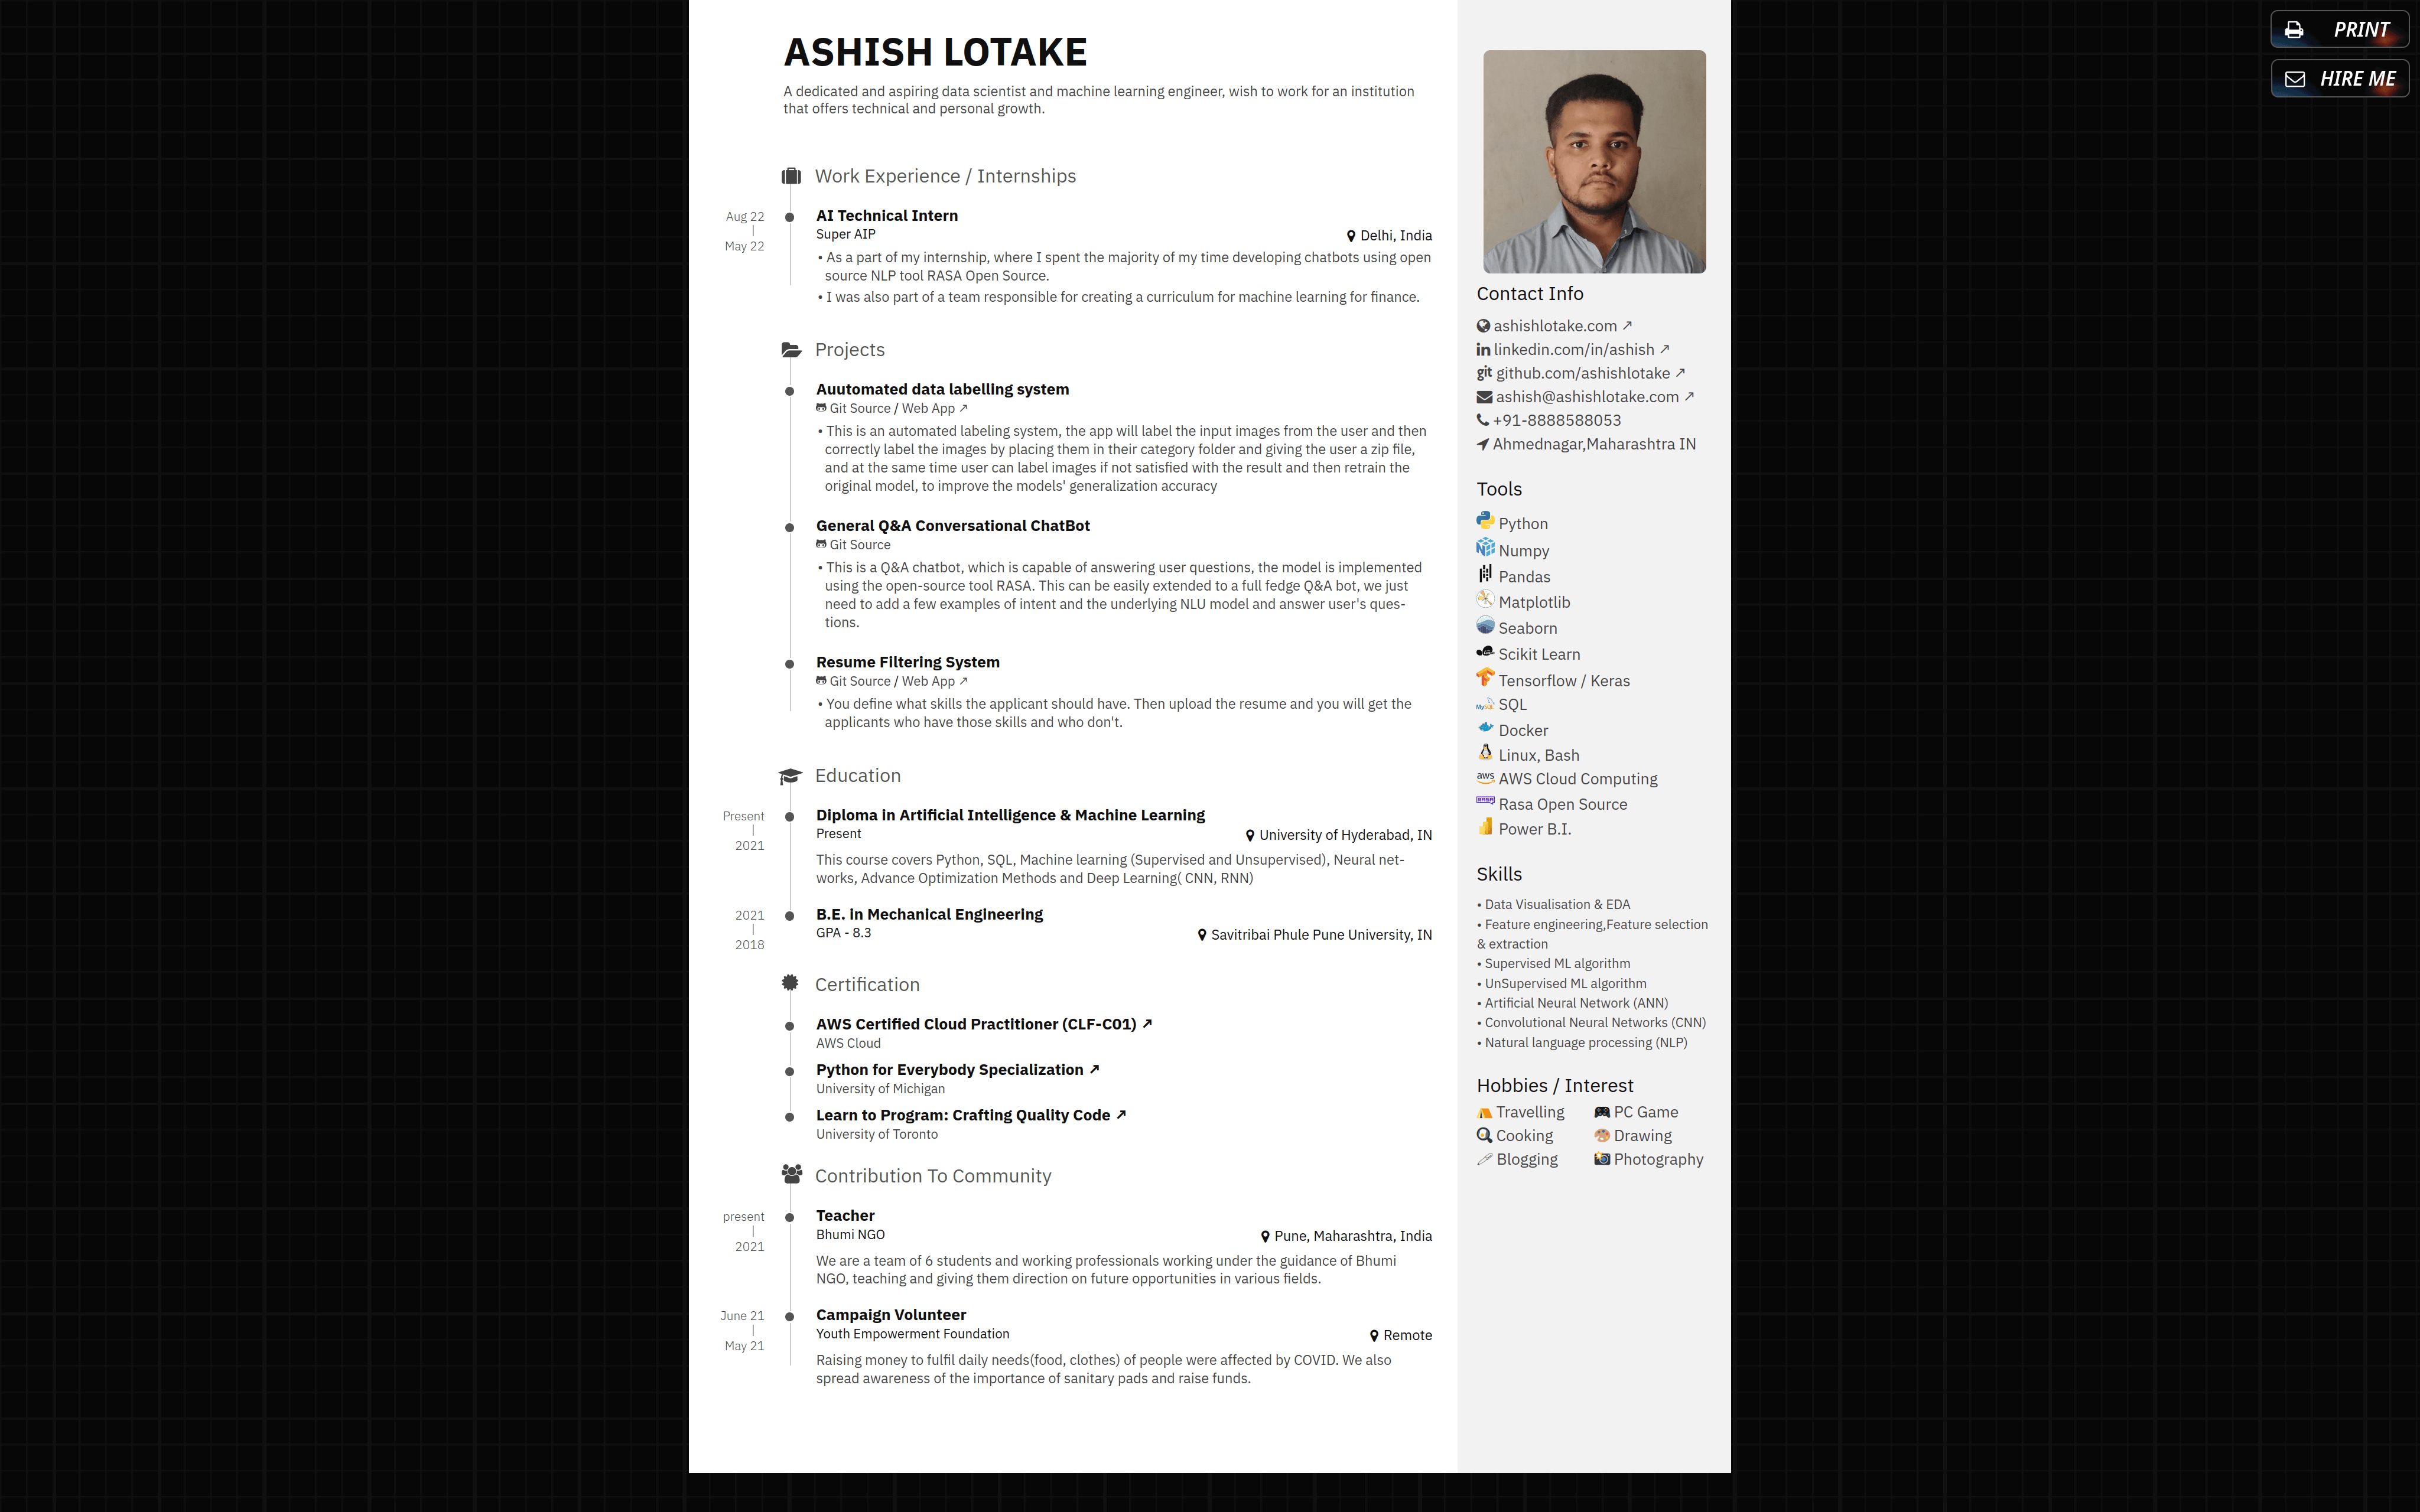 ASHISH LOTAKE
A dedicated and aspiring data scientist and machine learning engineer, wish to work for an institution
that offers technical and personal growth.
Work Experience / Internships
Aug 22
|
May 22
AI Technical Intern
Super AIP
Delhi, India
• As a part of my internship, where I spent the majority of my time developing chatbots using open
source NLP tool RASA Open Source.
• I was also part of a team responsible for creating a curriculum for machine learning for finance.
Projects
Auutomated data labelling system
Git Source / Web App ↗
• This is an automated labeling system, the app will label the input images from the user and then
correctly label the images by placing them in their category folder and giving the user a zip file,
and at the same time user can label images if not satisfied with the result and then retrain the
original model, to improve the models' generalization accuracy
General Q&A Conversational ChatBot
Git Source
• This is a Q&A chatbot, which is capable of answering user questions, the model is implemented
using the open-source tool RASA. This can be easily extended to a full fedge Q&A bot, we just
need to add a few examples of intent and the underlying NLU model and answer user's ques-
tions.
Resume Filtering System
Git Source / Web App ↗
• You define what skills the applicant should have. Then upload the resume and you will get the
applicants who have those skills and who don't.
Education
Present
|
2021
Diploma in Artificial Intelligence & Machine Learning
Present
University of Hyderabad, IN
This course covers Python, SQL, Machine learning (Supervised and Unsupervised), Neural net-
works, Advance Optimization Methods and Deep Learning( CNN, RNN)
2021
|
2018
B.E. in Mechanical Engineering
GPA - 8.3
Savitribai Phule Pune University, IN
Certification
AWS Certified Cloud Practitioner (CLF-C01) ↗
AWS Cloud
Python for Everybody Specialization ↗
University of Michigan
Learn to Program: Crafting Quality Code ↗
University of Toronto
Contribution To Community
present
|
2021
Teacher
Bhumi NGO
Pune, Maharashtra, India
We are a team of 6 students and working professionals working under the guidance of Bhumi
NGO, teaching and giving them direction on future opportunities in various fields.
June 21
|
May 21
Campaign Volunteer
Youth Empowerment Foundation
Remote
Raising money to fulfil daily needs(food, clothes) of people were affected by COVID. We also
spread awareness of the importance of sanitary pads and raise funds.
Contact Info
ashishlotake.com ↗
in linkedin.com/in/ashish ↗
git github.com/ashishlotake ↗
ashish@ashishlotake.com ↗
+91-8888588053
Ahmednagar,Maharashtra IN
Tools
Python
Numpy
Pandas
Matplotlib
Seaborn
Scikit Learn
Tensorflow / Keras
MySQL SQL
Docker
Linux, Bash
aws AWS Cloud Computing
Rasa Open Source
Power B.I.
Skills
• Data Visualisation & EDA
• Feature engineering,Feature selection
& extraction
• Supervised ML algorithm
• UnSupervised ML algorithm
• Artificial Neural Network (ANN)
• Convolutional Neural Networks (CNN)
• Natural language processing (NLP)
Hobbies / Interest
Travelling PC Game
Cooking Drawing
Blogging Photography
PRINT
HIRE ME